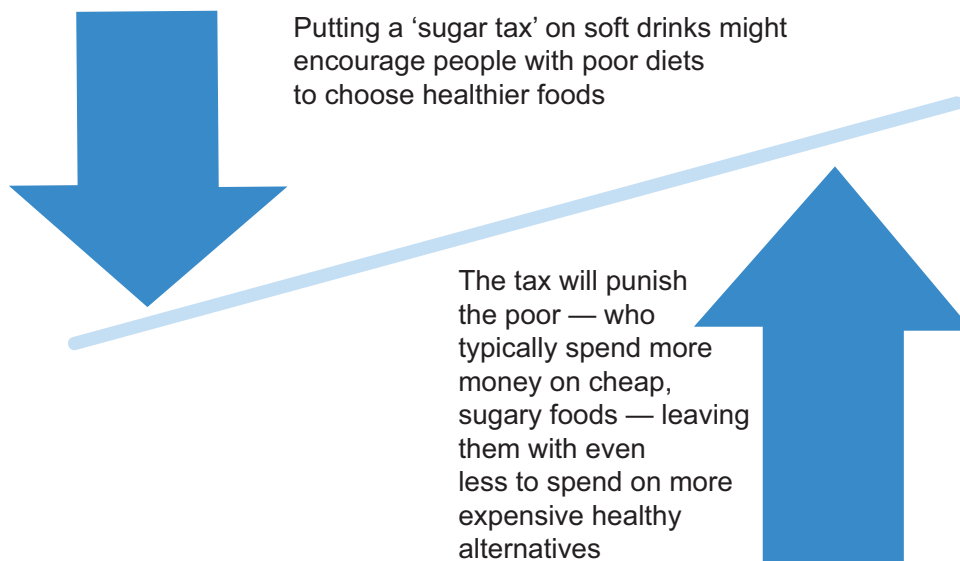 Putting a ‘sugar tax’ on soft drinks might
encourage people with poor diets
to choose healthier foods
The tax will punish
the poor — who
typically spend more
money on cheap,
sugary foods — leaving
them with even
less to spend on more
expensive healthy
alternatives